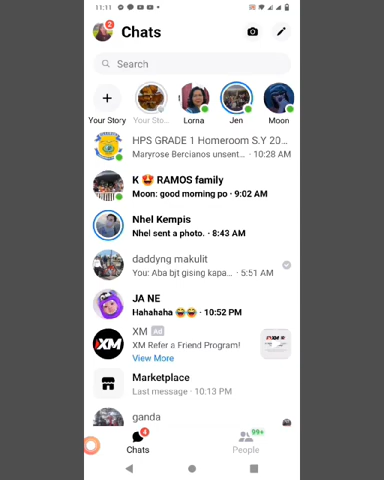 11:11
2
Chats
Search
Your Story
Your Sto...
Lorna
Jen
Moon
HPS GRADE 1 Homeroom S.Y 20...
Maryrose Bercianos unsent... · 10:28 AM
K 😍 RAMOS family
Moon: good morning po · 9:02 AM
Nhel Kempis
Nhel sent a photo. · 8:43 AM
daddyng makulit
You: Aba bjt gising kapa... · 5:51 AM
JA NE
Hahahaha 😂😂 · 10:52 PM
XM Ad
XM Refer a Friend Program!
View More
Marketplace
Last message · 10:13 PM
ganda
4
99+
Chats
People